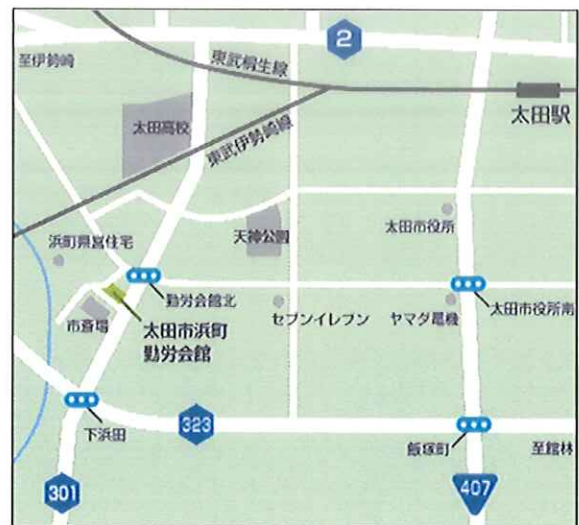 2
至伊勢崎
東武桐生線
太田駅
太田高校
東武伊勢崎線
天神公園
太田市役所
浜町県営住宅
勤労会館北
セブンイレブン
ヤマダ電機
太田市役所南
市斎場
太田市浜町
勤労会館
下浜田
323
飯塚町
至館林
301
407